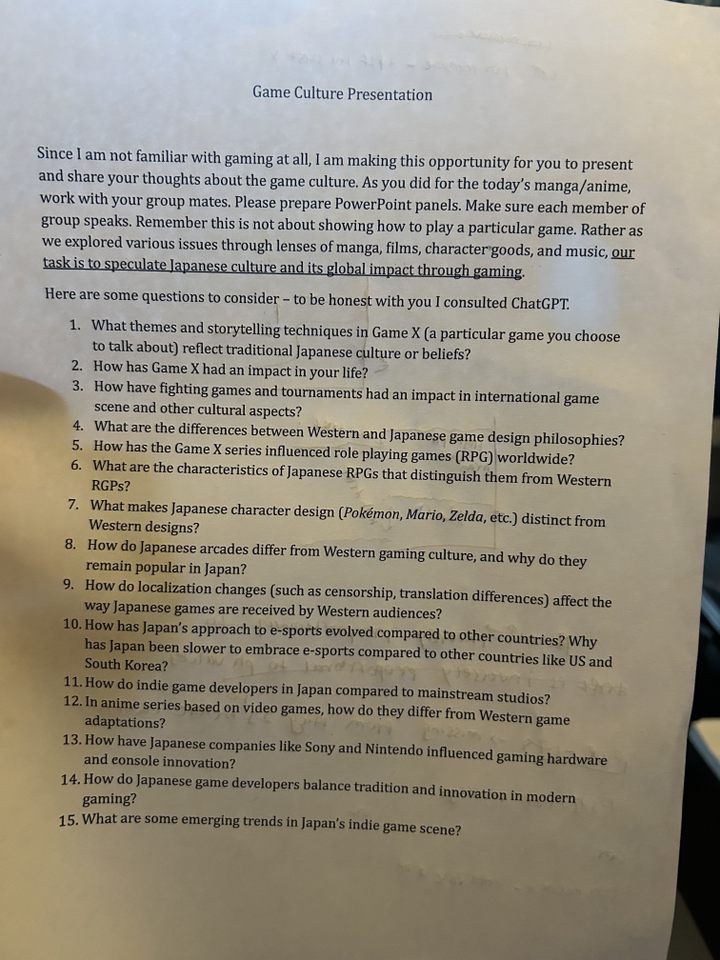 Game Culture Presentation
Since I am not familiar with gaming at all, I am making this opportunity for you to present
and share your thoughts about the game culture. As you did for the today's manga/anime,
work with your group mates. Please prepare PowerPoint panels. Make sure each member of
group speaks. Remember this is not about showing how to play a particular game. Rather as
we explored various issues through lenses of manga, films, character goods, and music, our
task is to speculate Japanese culture and its global impact through gaming.
Here are some questions to consider – to be honest with you I consulted ChatGPT.
1. What themes and storytelling techniques in Game X (a particular game you choose
to talk about) reflect traditional Japanese culture or beliefs?
2. How has Game X had an impact in your life?
3. How have fighting games and tournaments had an impact in international game
scene and other cultural aspects?
4. What are the differences between Western and Japanese game design philosophies?
5. How has the Game X series influenced role playing games (RPG) worldwide?
6. What are the characteristics of Japanese RPGs that distinguish them from Western
RGPs?
7. What makes Japanese character design (Pokémon, Mario, Zelda, etc.) distinct from
Western designs?
8. How do Japanese arcades differ from Western gaming culture, and why do they
remain popular in Japan?
9. How do localization changes (such as censorship, translation differences) affect the
way Japanese games are received by Western audiences?
10. How has Japan's approach to e-sports evolved compared to other countries? Why
has Japan been slower to embrace e-sports compared to other countries like US and
South Korea?
11. How do indie game developers in Japan compared to mainstream studios?
12. In anime series based on video games, how do they differ from Western game
adaptations?
13. How have Japanese companies like Sony and Nintendo influenced gaming hardware
and console innovation?
14. How do Japanese game developers balance tradition and innovation in modern
gaming?
15. What are some emerging trends in Japan's indie game scene?